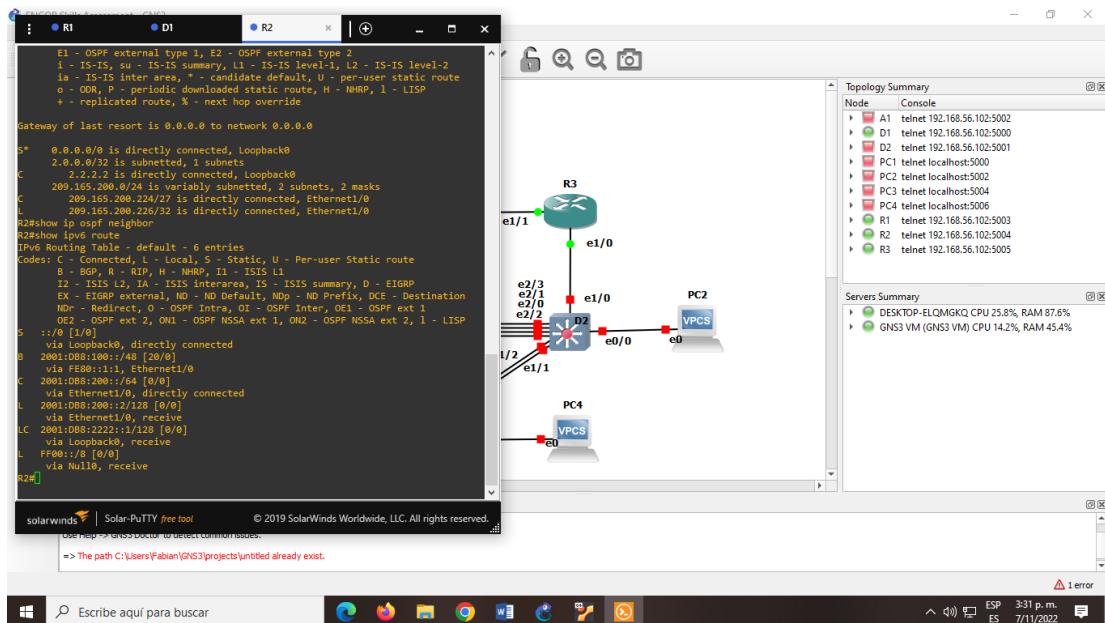 ENCOR Skills Assessment - GNS3
R1
D1
R2
E1 - OSPF external type 1, E2 - OSPF external type 2
i - IS-IS, su - IS-IS summary, L1 - IS-IS level-1, L2 - IS-IS level-2
ia - IS-IS inter area, * - candidate default, U - per-user static route
o - ODR, P - periodic downloaded static route, H - NHRP, l - LISP
+ - replicated route, % - next hop override
Gateway of last resort is 0.0.0.0 to network 0.0.0.0
S* 0.0.0.0/0 is directly connected, Loopback0
2.0.0.0/32 is subnetted, 1 subnets
C 2.2.2.2 is directly connected, Loopback0
209.165.200.0/24 is variably subnetted, 2 subnets, 2 masks
C 209.165.200.224/27 is directly connected, Ethernet1/0
L 209.165.200.226/32 is directly connected, Ethernet1/0
R2#show ip ospf neighbor
R2#show ipv6 route
IPv6 Routing Table - default - 6 entries
Codes: C - Connected, L - Local, S - Static, U - Per-user Static route
B - BGP, R - RIP, H - NHRP, I1 - ISIS L1
I2 - ISIS L2, IA - ISIS interarea, IS - ISIS summary, D - EIGRP
EX - EIGRP external, ND - ND Default, NDp - ND Prefix, DCE - Destination
NDr - Redirect, O - OSPF Intra, OI - OSPF Inter, OE1 - OSPF ext 1
OE2 - OSPF ext 2, ON1 - OSPF NSSA ext 1, ON2 - OSPF NSSA ext 2, l - LISP
S ::/0 [1/0]
via Loopback0, directly connected
B 2001:DB8:100::/48 [20/0]
via FE80::1:1, Ethernet1/0
C 2001:DB8:200::/64 [0/0]
via Ethernet1/0, directly connected
L 2001:DB8:200::2/128 [0/0]
via Ethernet1/0, receive
LC 2001:DB8:2222::1/128 [0/0]
via Loopback0, receive
L FF00::/8 [0/0]
via Null0, receive
R2#
solarwinds Solar-PuTTY free tool © 2019 SolarWinds Worldwide, LLC. All rights reserved.
R3
e1/1
e1/0
e2/3
e2/1
e2/0
e2/2
e1/0
D2
PC2
VPCS
e0/0
e0
1/2
e1/1
PC4
VPCS
e0
Topology Summary
Node Console
A1 telnet 192.168.56.102:5002
D1 telnet 192.168.56.102:5000
D2 telnet 192.168.56.102:5001
PC1 telnet localhost:5000
PC2 telnet localhost:5002
PC3 telnet localhost:5004
PC4 telnet localhost:5006
R1 telnet 192.168.56.102:5003
R2 telnet 192.168.56.102:5004
R3 telnet 192.168.56.102:5005
Servers Summary
DESKTOP-ELQMGKQ CPU 25.8%, RAM 87.6%
GNS3 VM (GNS3 VM) CPU 14.2%, RAM 45.4%
Use Help -> GNS3 Doctor to detect common issues.
=> The path C:\Users\Fabian\GNS3\projects\untitled already exist.
1 error
Escribe aquí para buscar
ESP
ES
3:31 p. m.
7/11/2022